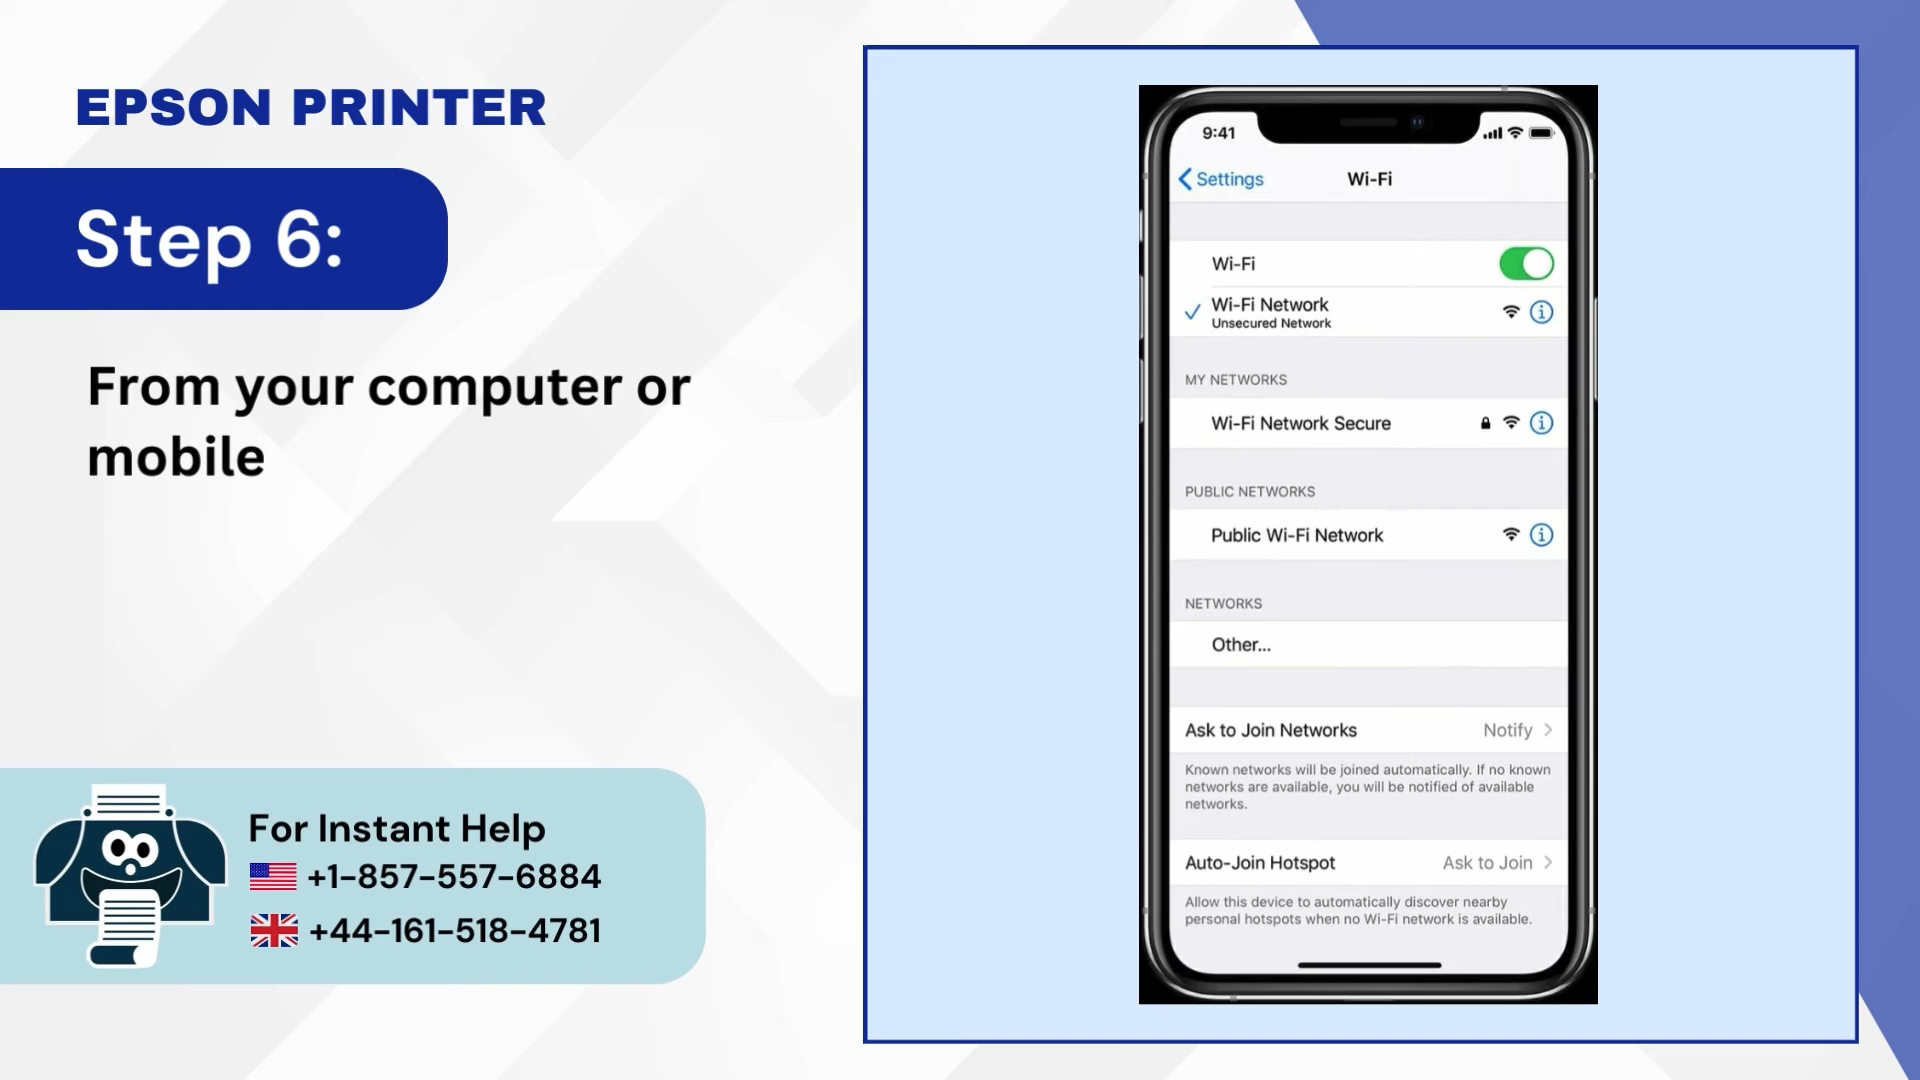 EPSON PRINTER
Step 6:
From your computer or
mobile
For Instant Help
+1-857-557-6884
+44-161-518-4781
9:41
Settings
Wi-Fi
Wi-Fi
Wi-Fi Network
Unsecured Network
MY NETWORKS
Wi-Fi Network Secure
PUBLIC NETWORKS
Public Wi-Fi Network
NETWORKS
Other...
Ask to Join Networks Notify
Known networks will be joined automatically. If no known
networks are available, you will be notified of available
networks.
Auto-Join Hotspot Ask to Join
Allow this device to automatically discover nearby
personal hotspots when no Wi-Fi network is available.